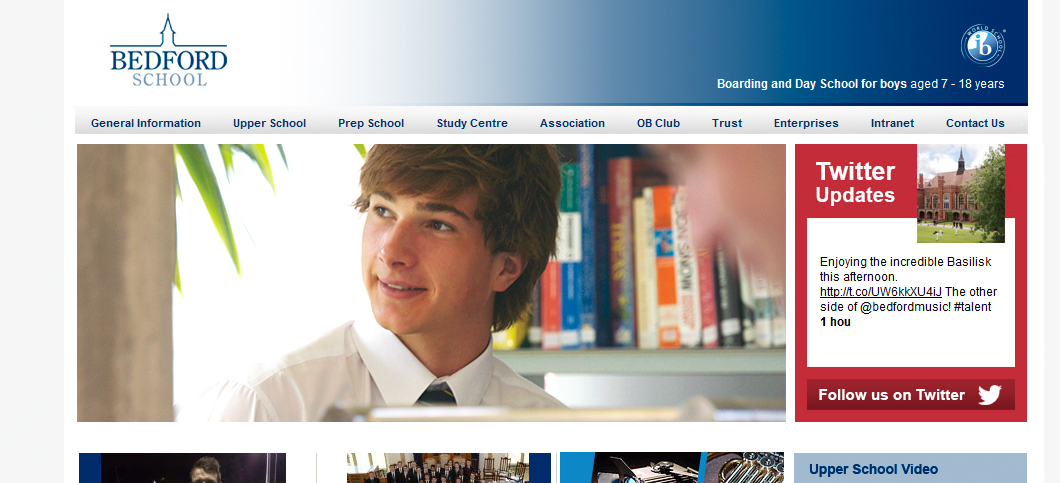 BEDFORD
SCHOOL
WORLD SCHOOL
ib
Boarding and Day School for boys aged 7 - 18 years
General Information Upper School Prep School Study Centre Association OB Club Trust Enterprises Intranet Contact Us
Twitter
Updates
Enjoying the incredible Basilisk
this afternoon.
http://t.co/UW6kkXU4iJ The other
side of @bedfordmusic! #talent
1 hou
Follow us on Twitter
Upper School Video